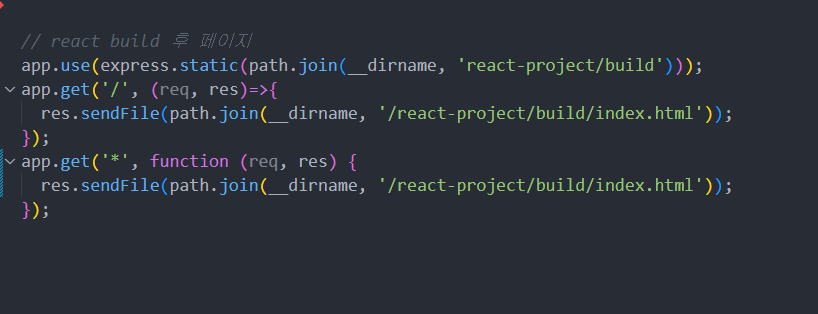 // react build 후 페이지
app.use(express.static(path.join(__dirname, 'react-project/build')));
app.get('/', (req, res)=>{
  res.sendFile(path.join(__dirname, '/react-project/build/index.html'));
});
app.get('*', function (req, res) {
  res.sendFile(path.join(__dirname, '/react-project/build/index.html'));
});